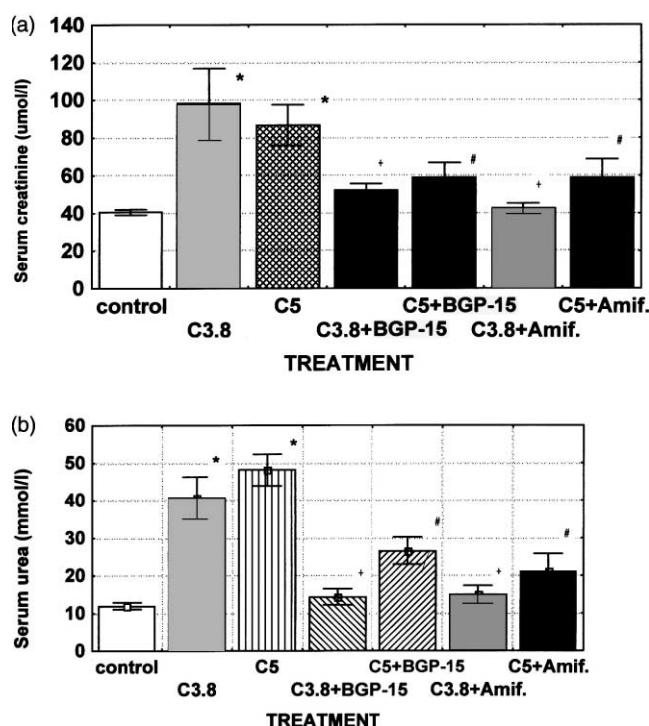 (a)
140
120
100
80
60
40
20
0
Serum creatinine (umol/l)
*
*
+
#
+
#
control C5 C5+BGP-15 C5+Amif.
C3.8 C3.8+BGP-15 C3.8+Amif.
TREATMENT
(b)
60
50
40
30
20
10
0
Serum urea (mmol/l)
*
*
+
#
+
#
control C5 C5+BGP-15 C5+Amif.
C3.8 C3.8+BGP-15 C3.8+Amif.
TREATMENT